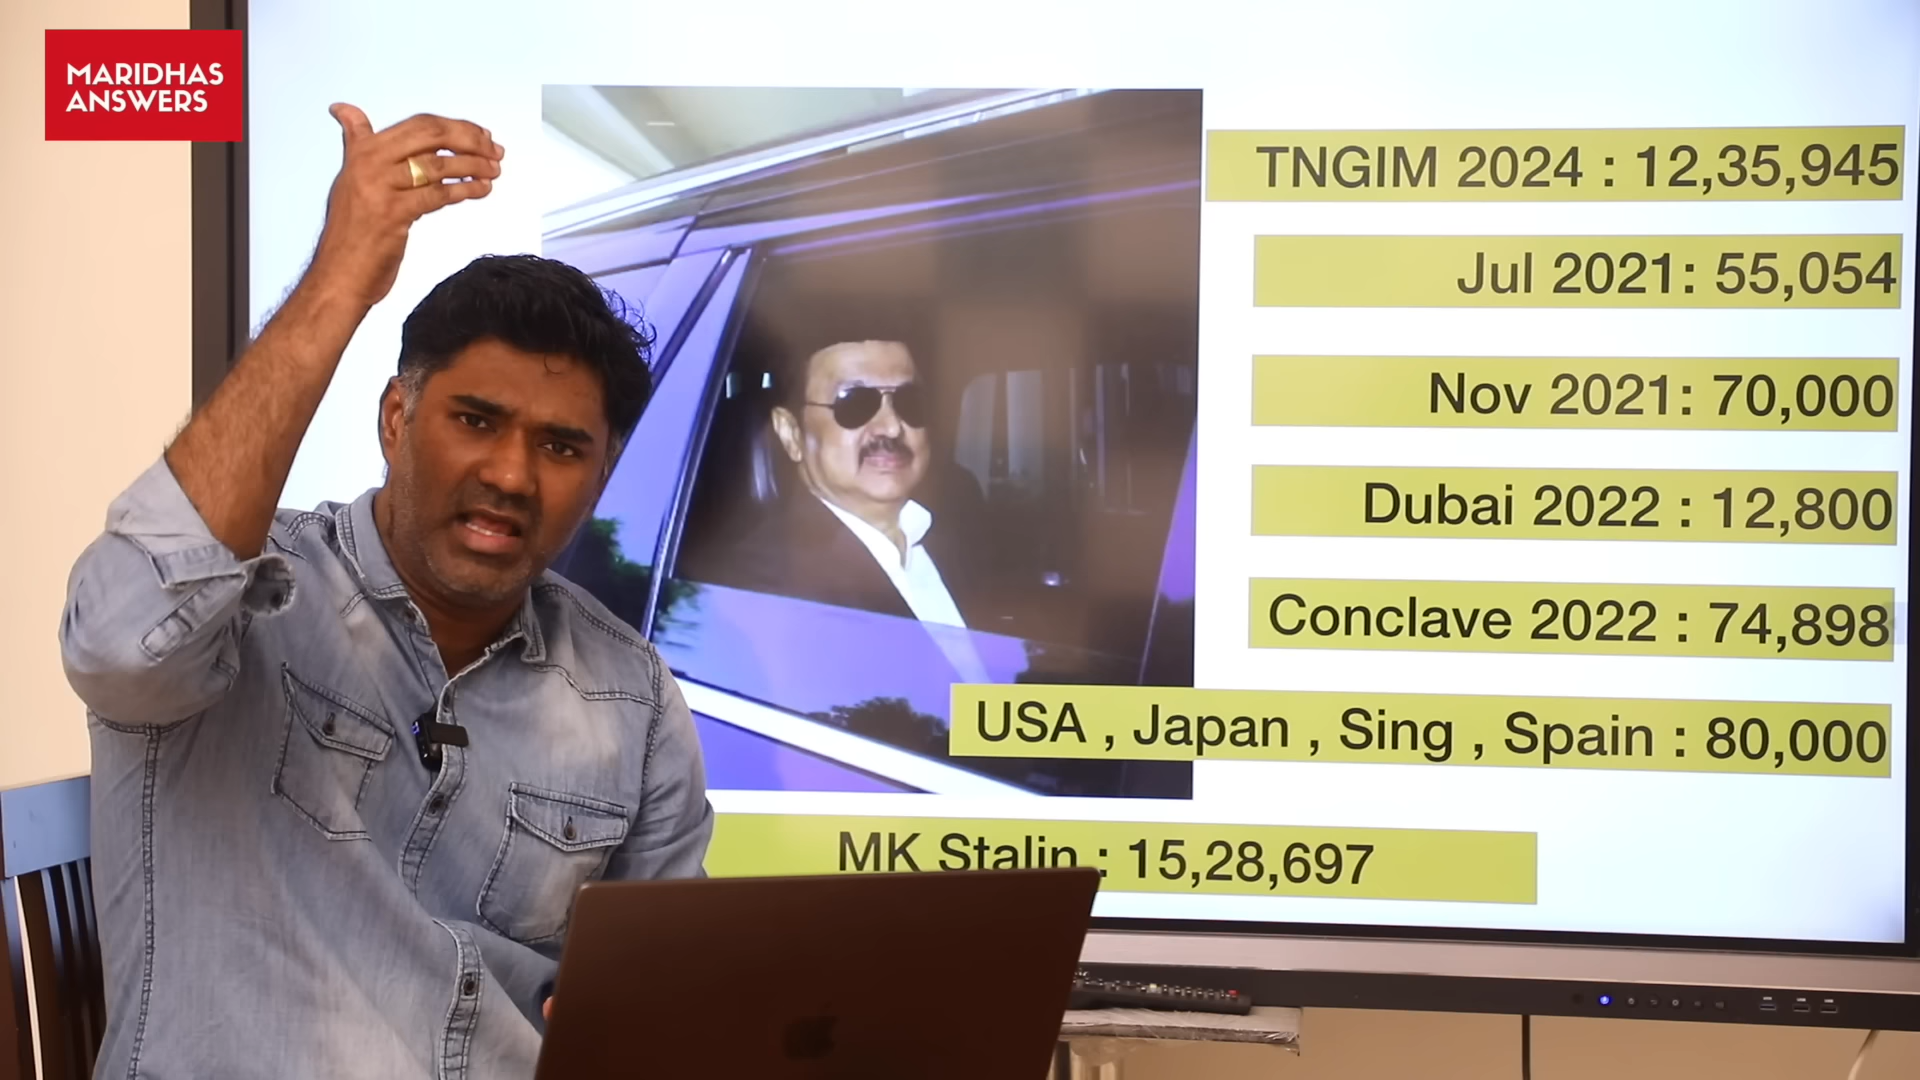 MARIDHAS
ANSWERS
TNGIM 2024 : 12,35,945
Jul 2021: 55,054
Nov 2021: 70,000
Dubai 2022 : 12,800
Conclave 2022 : 74,898
USA , Japan , Sing , Spain : 80,000
MK Stalin : 15,28,697